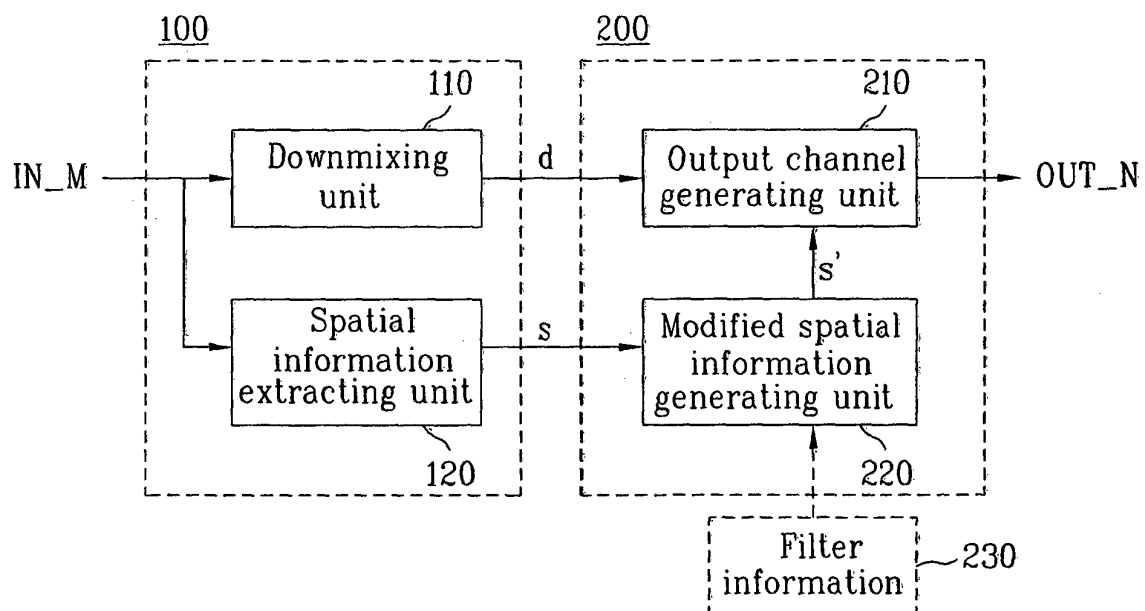 100
200
110
210
IN_M
Downmixing
unit
d
Output channel
generating unit
OUT_N
s'
Spatial
information
extracting unit
s
Modified spatial
information
generating unit
120
220
Filter
information
230